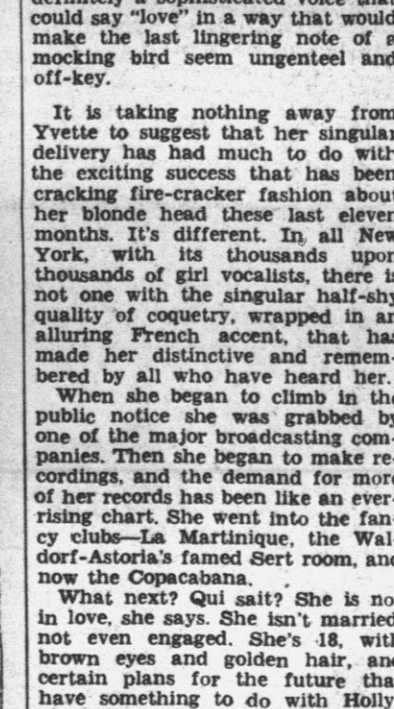 definitely a sophisticated voice that
could say "love" in a way that would
make the last lingering note of a
mocking bird seem ungenteel and
off-key.
It is taking nothing away from
Yvette to suggest that her singular
delivery has had much to do with
the exciting success that has been
cracking fire-cracker fashion about
her blonde head these last eleven
months. It's different. In all New
York, with its thousands upon
thousands of girl vocalists, there is
not one with the singular half-shy
quality of coquetry, wrapped in an
alluring French accent, that has
made her distinctive and remem-
bered by all who have heard her.
When she began to climb in the
public notice she was grabbed by
one of the major broadcasting com-
panies. Then she began to make re-
cordings, and the demand for more
of her records has been like an ever-
rising chart. She went into the fan-
cy clubs—La Martinique, the Wal-
dorf-Astoria's famed Sert room, and
now the Copacabana.
What next? Qui sait? She is no
in love, she says. She isn't married
not even engaged. She's 18, with
brown eyes and golden hair, and
certain plans for the future tha
have something to do with Holly